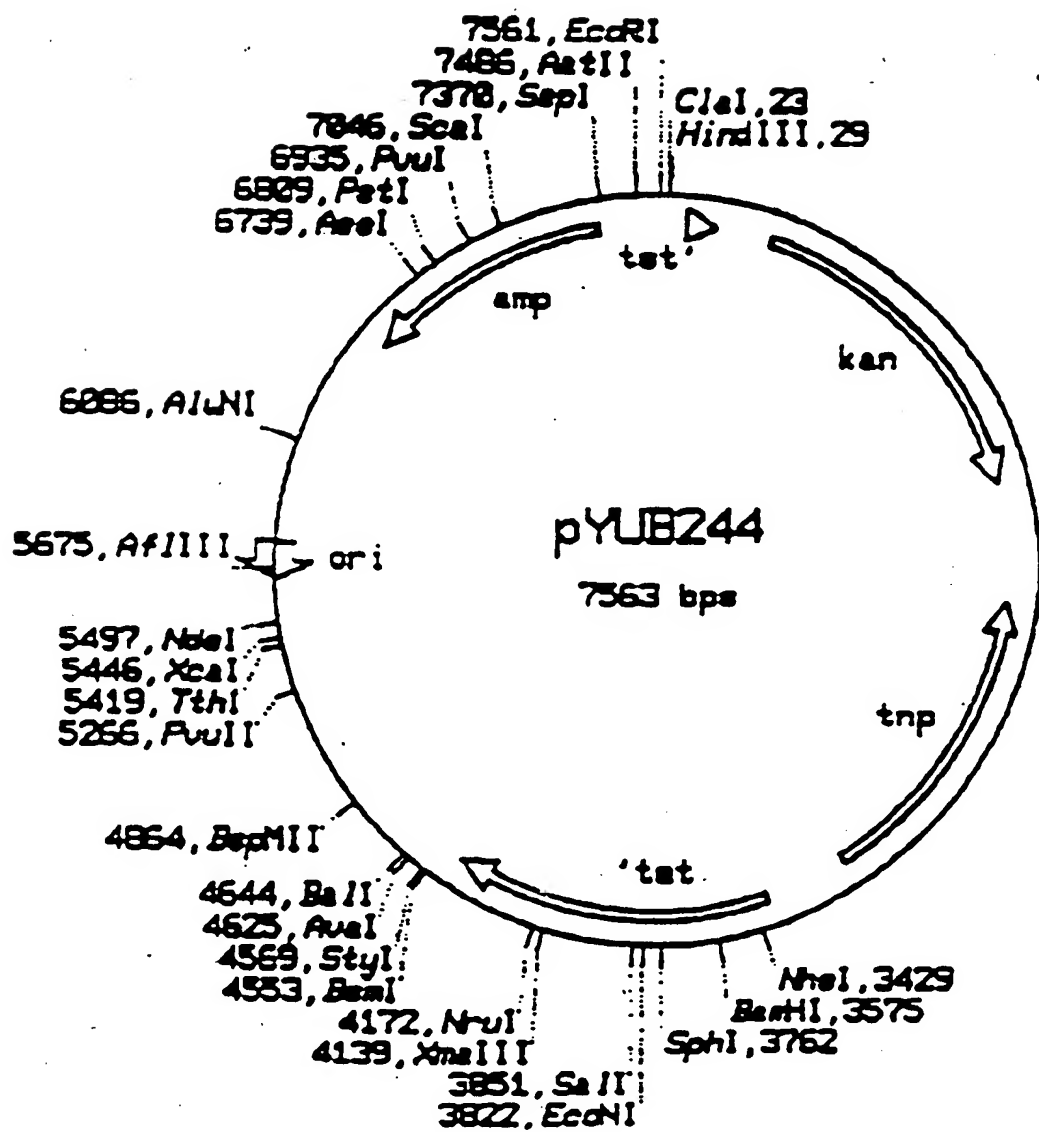 7561, EcoRI
7486, AatII
7370, SspI
7046, ScaI
6935, PvuI
6809, PstI
6739, AseI
ClaI, 23
HindIII, 29
tet'
amp
kan
6086, AlwNI
pYUB244
7563 bps
5675, AflIII
ori
5497, NdeI
5446, XcaI
5419, TthI
5266, PvuII
tnp
4864, BspMII
'tet
4644, BalI
4625, AvaI
4569, StyI
4553, BsmI
4172, NruI
4139, XmaIII
3851, SalI
3822, EcoNI
NheI, 3429
BamHI, 3575
SphI, 3762